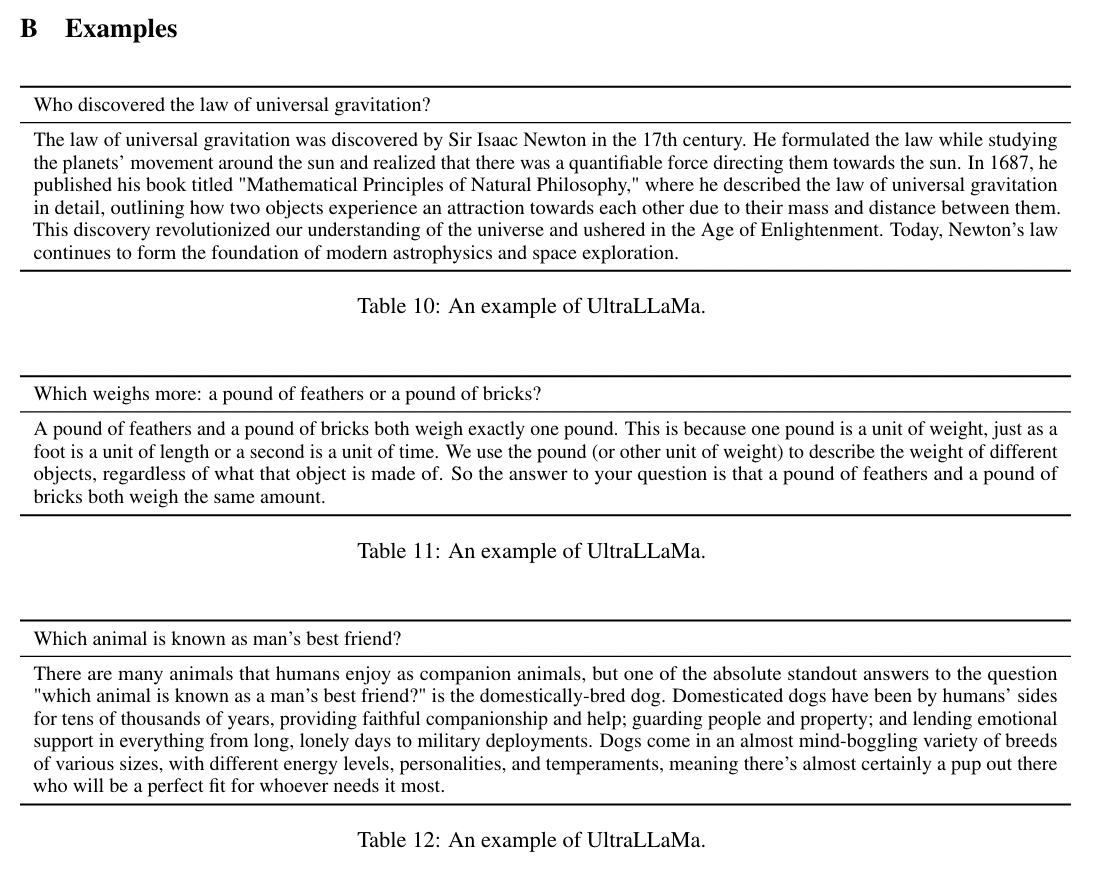 B Examples
Who discovered the law of universal gravitation?
The law of universal gravitation was discovered by Sir Isaac Newton in the 17th century. He formulated the law while studying
the planets' movement around the sun and realized that there was a quantifiable force directing them towards the sun. In 1687, he
published his book titled "Mathematical Principles of Natural Philosophy," where he described the law of universal gravitation
in detail, outlining how two objects experience an attraction towards each other due to their mass and distance between them.
This discovery revolutionized our understanding of the universe and ushered in the Age of Enlightenment. Today, Newton's law
continues to form the foundation of modern astrophysics and space exploration.
Table 10: An example of UltraLLaMa.
Which weighs more: a pound of feathers or a pound of bricks?
A pound of feathers and a pound of bricks both weigh exactly one pound. This is because one pound is a unit of weight, just as a
foot is a unit of length or a second is a unit of time. We use the pound (or other unit of weight) to describe the weight of different
objects, regardless of what that object is made of. So the answer to your question is that a pound of feathers and a pound of
bricks both weigh the same amount.
Table 11: An example of UltraLLaMa.
Which animal is known as man's best friend?
There are many animals that humans enjoy as companion animals, but one of the absolute standout answers to the question
"which animal is known as a man's best friend?" is the domestically-bred dog. Domesticated dogs have been by humans' sides
for tens of thousands of years, providing faithful companionship and help; guarding people and property; and lending emotional
support in everything from long, lonely days to military deployments. Dogs come in an almost mind-boggling variety of breeds
of various sizes, with different energy levels, personalities, and temperaments, meaning there's almost certainly a pup out there
who will be a perfect fit for whoever needs it most.
Table 12: An example of UltraLLaMa.